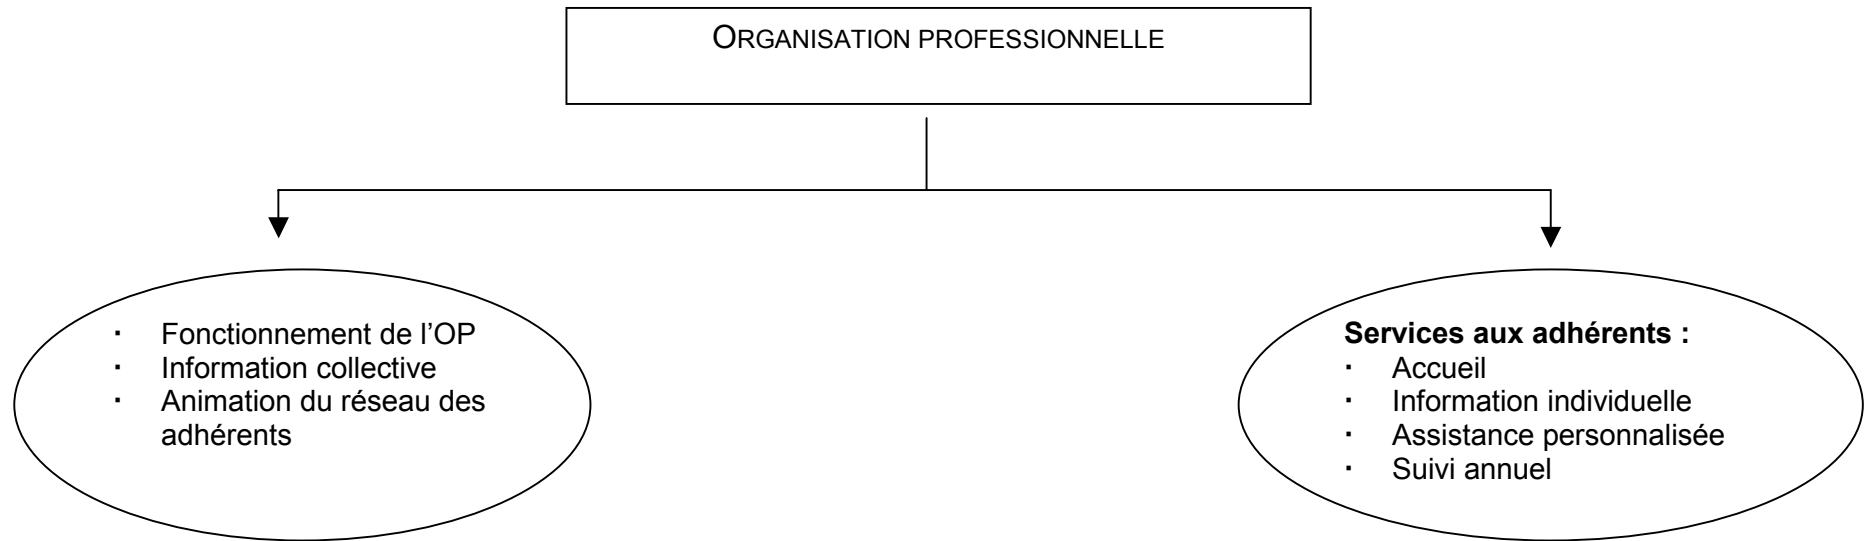 ORGANISATION PROFESSIONNELLE
· Fonctionnement de l’OP
· Information collective
· Animation du réseau des
adhérents
Services aux adhérents :
· Accueil
· Information individuelle
· Assistance personnalisée
· Suivi annuel